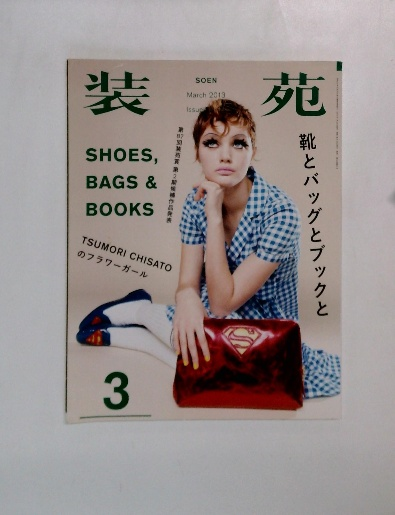 装苑
SOEN
March 2013
Issue
SHOES,
BAGS &
BOOKS
靴とバッグとブックと
TSUMORI CHISATO
のフラワーガール
3
S